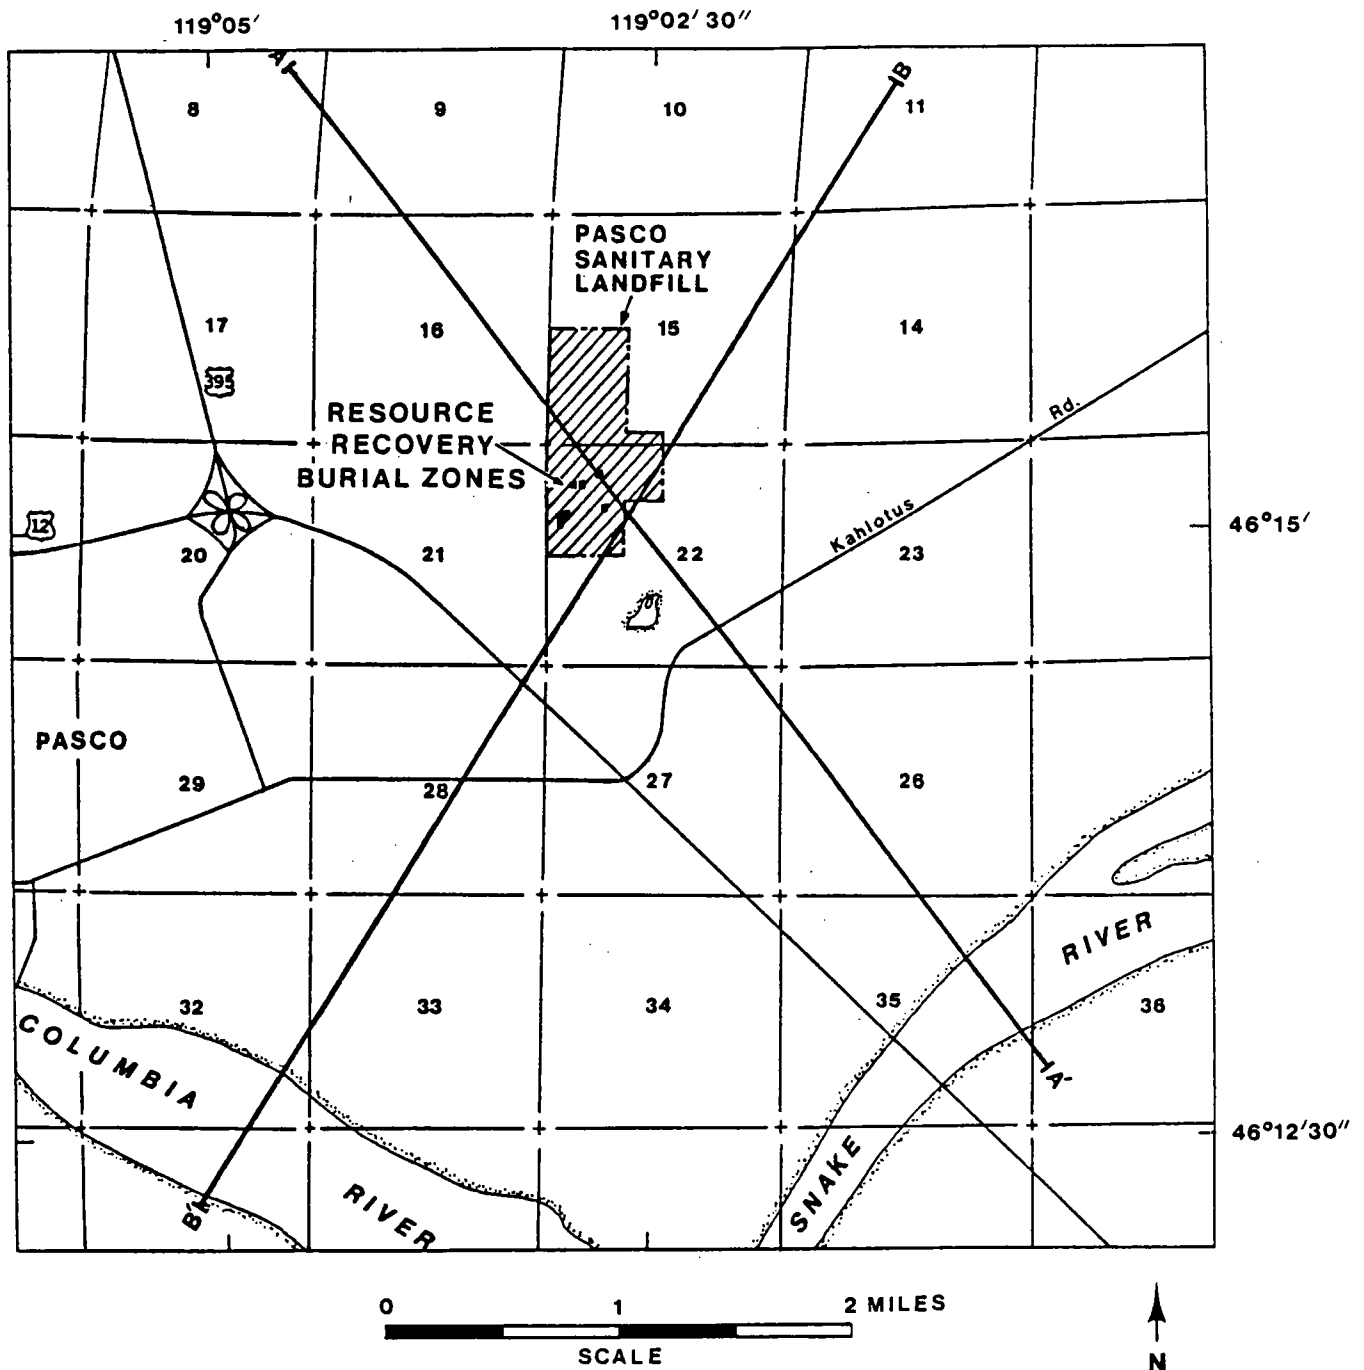 119°05′
119°02′30″
A
B
8
9
10
11
PASCO
SANITARY
LANDFILL
17
16
15
14
395
RESOURCE
RECOVERY
BURIAL ZONES
Kahlotus Rd.
12
46°15′
20
21
22
23
PASCO
29
28
27
26
RIVER
32
33
34
35
36
COLUMBIA
A′
SNAKE
46°12′30″
B′
RIVER
0 1 2 MILES
SCALE
N